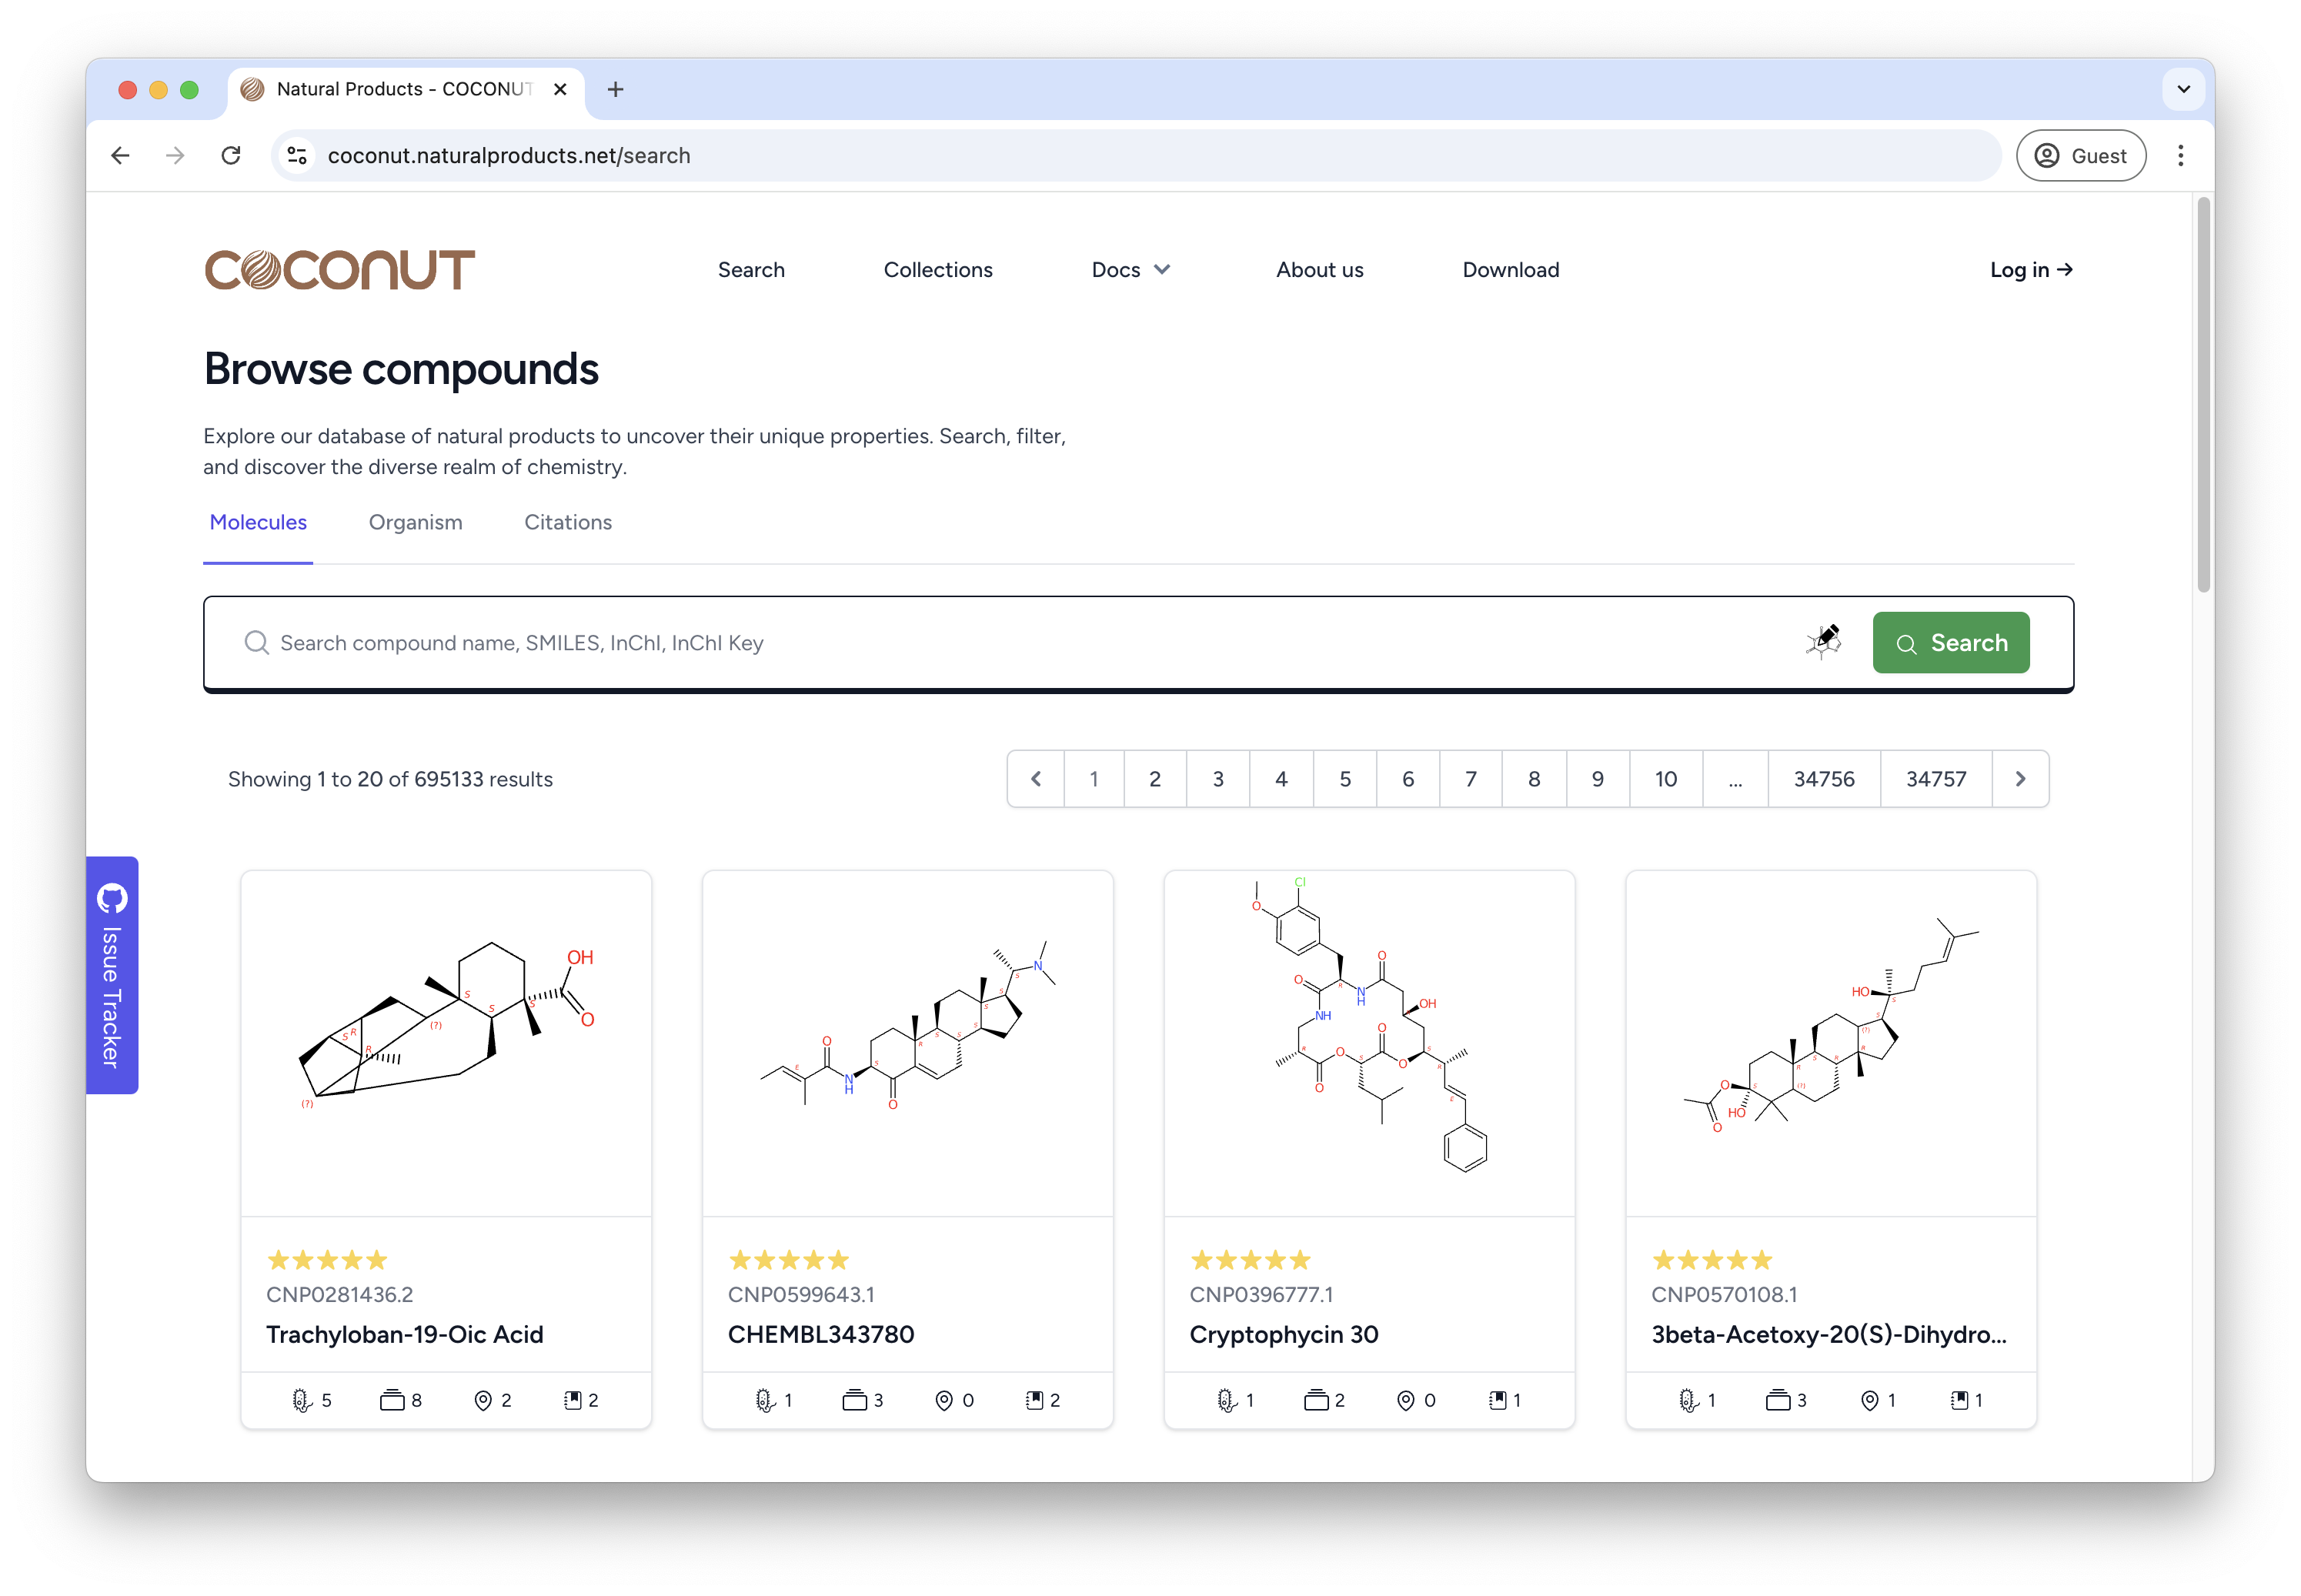 Natural Products - COCONUT
coconut.naturalproducts.net/search
Guest
COCONUT
Search
Collections
Docs
About us
Download
Log in →
Browse compounds
Explore our database of natural products to uncover their unique properties. Search, filter,
and discover the diverse realm of chemistry.
Molecules
Organism
Citations
Search compound name, SMILES, InChI, InChI Key
Search
Showing 1 to 20 of 695133 results
1 2 3 4 5 6 7 8 9 10 ... 34756 34757
Issue Tracker
OH
O
S
S
S
(?)
S
R
R
(?)
N
S
S
S
S
S
S
R
O
E
N
H
S
O
Cl
O
O
O
R
N
H
OH
NH
O
R
O
S
O
S
R
O
E
HO
S
S
(?)
R
S
R
R
(?)
O
S
HO
O
CNP0281436.2
Trachyloban-19-Oic Acid
5 8 2 2
CNP0599643.1
CHEMBL343780
1 3 0 2
CNP0396777.1
Cryptophycin 30
1 2 0 1
CNP0570108.1
3beta-Acetoxy-20(S)-Dihydro...
1 3 1 1